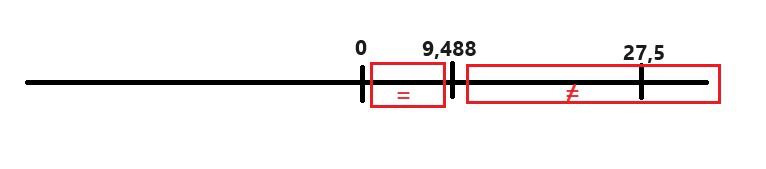 0 9,488 27,5
= ≠